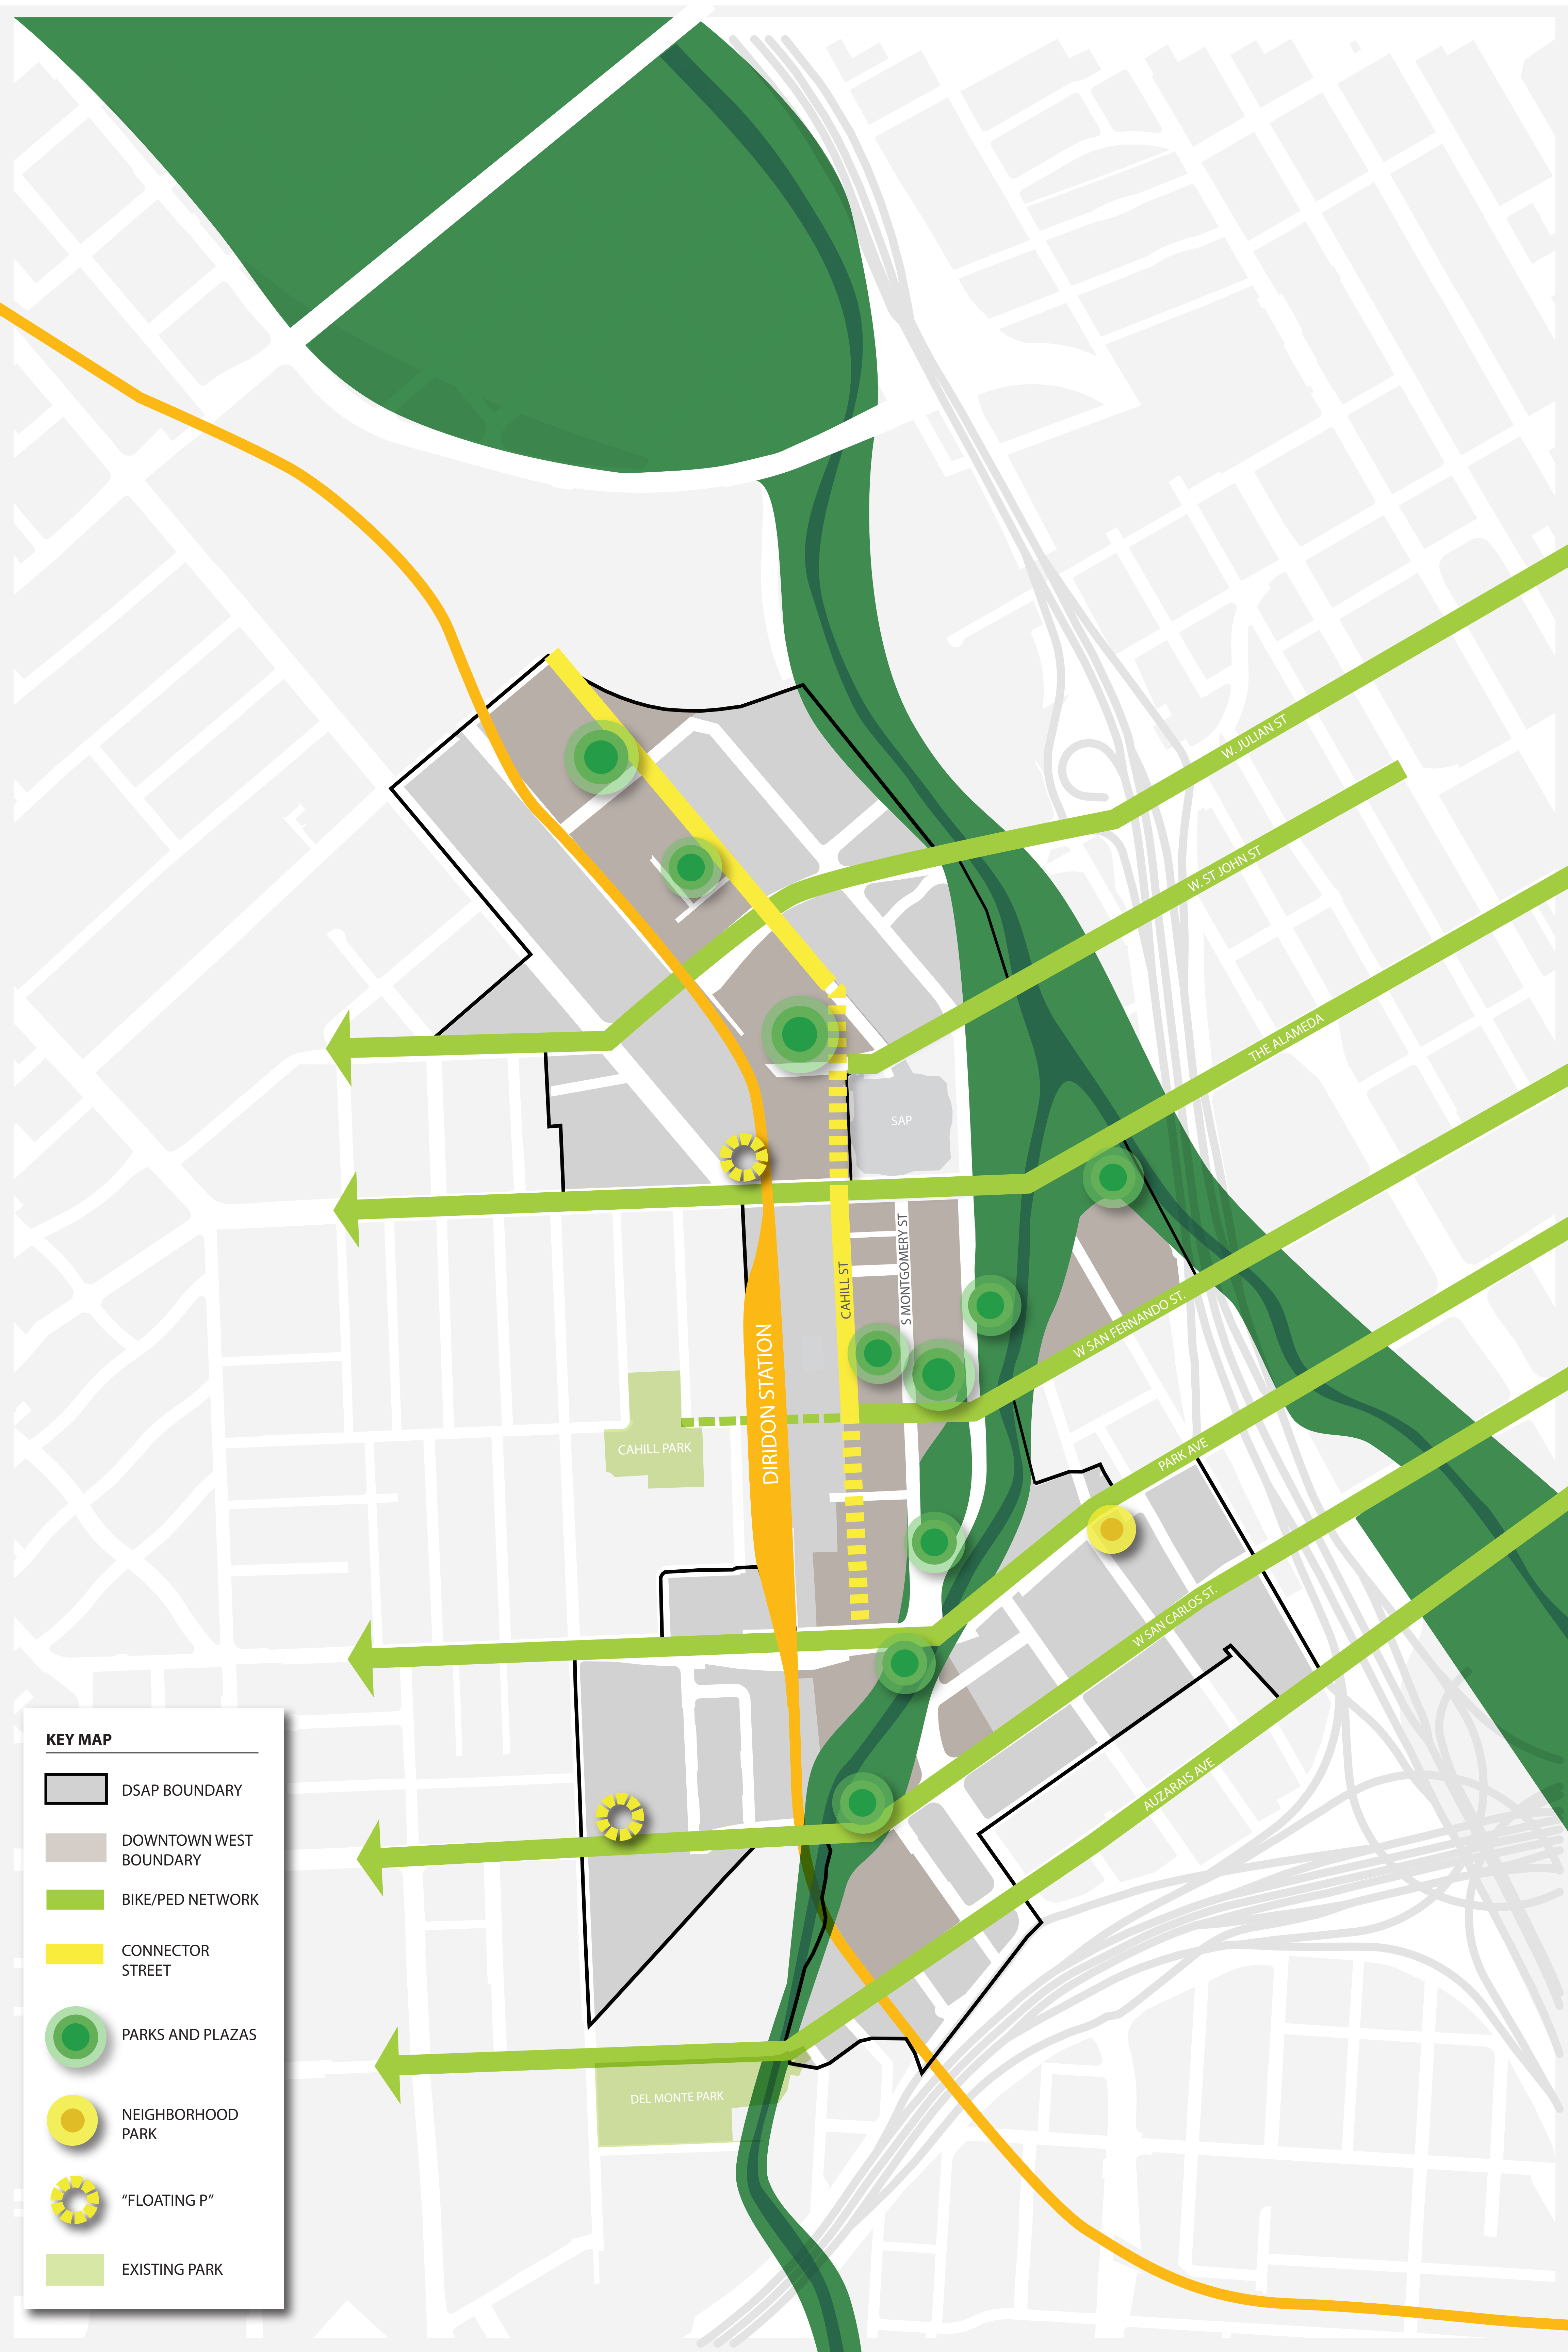 W. JULIAN ST
W. ST JOHN ST
THE ALAMEDA
SAP
S MONTGOMERY ST
CAHILL ST
W SAN FERNANDO ST.
DIRIDON STATION
CAHILL PARK
PARK AVE
W SAN CARLOS ST.
AUZARAIS AVE
DEL MONTE PARK
KEY MAP
DSAP BOUNDARY
DOWNTOWN WEST
BOUNDARY
BIKE/PED NETWORK
CONNECTOR
STREET
PARKS AND PLAZAS
NEIGHBORHOOD
PARK
“FLOATING P”
EXISTING PARK